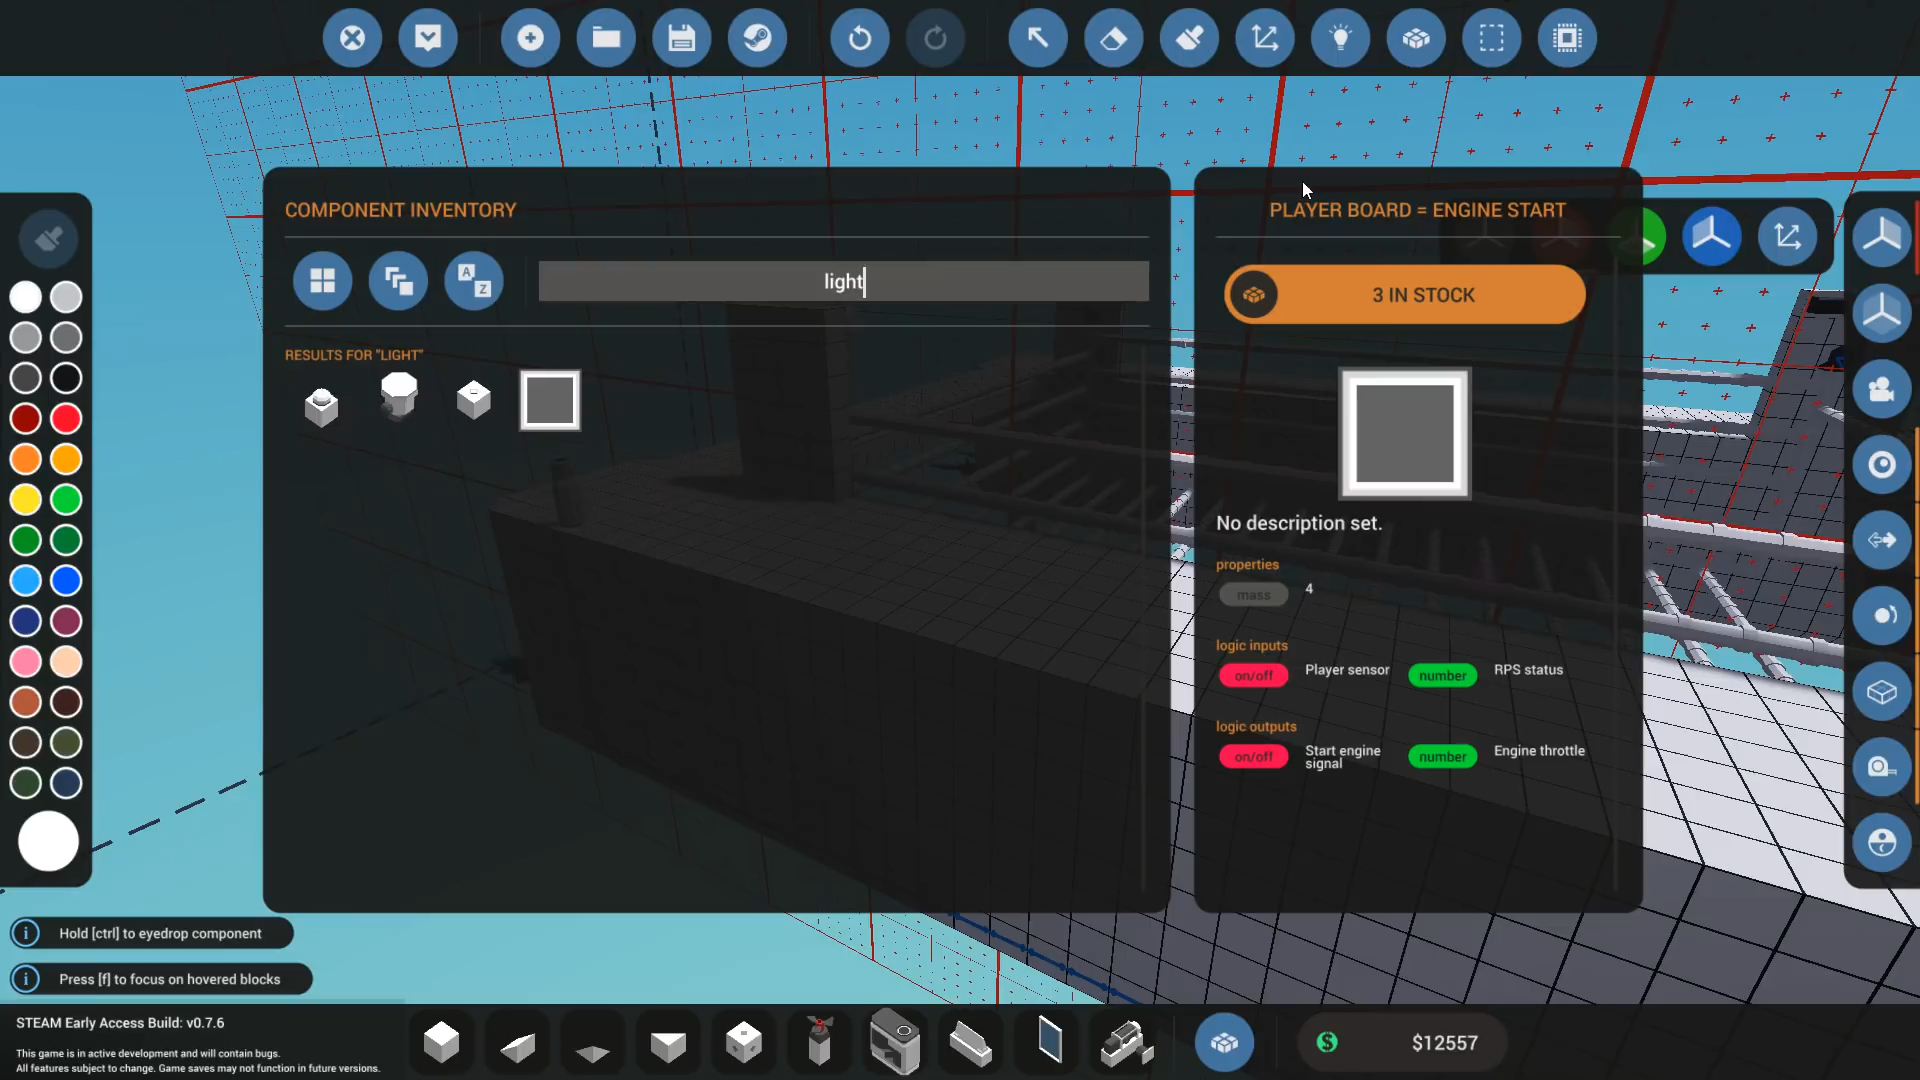 COMPONENT INVENTORY
A
Z
light
RESULTS FOR "LIGHT"
PLAYER BOARD = ENGINE START
3 IN STOCK
No description set.
properties
mass 4
logic inputs
on/off Player sensor number RPS status
logic outputs
on/off Start engine signal number Engine throttle
Hold [ctrl] to eyedrop component
Press [f] to focus on hovered blocks
STEAM Early Access Build: v0.7.6
This game is in active development and will contain bugs.
All features subject to change. Game saves may not function in future versions.
$12557